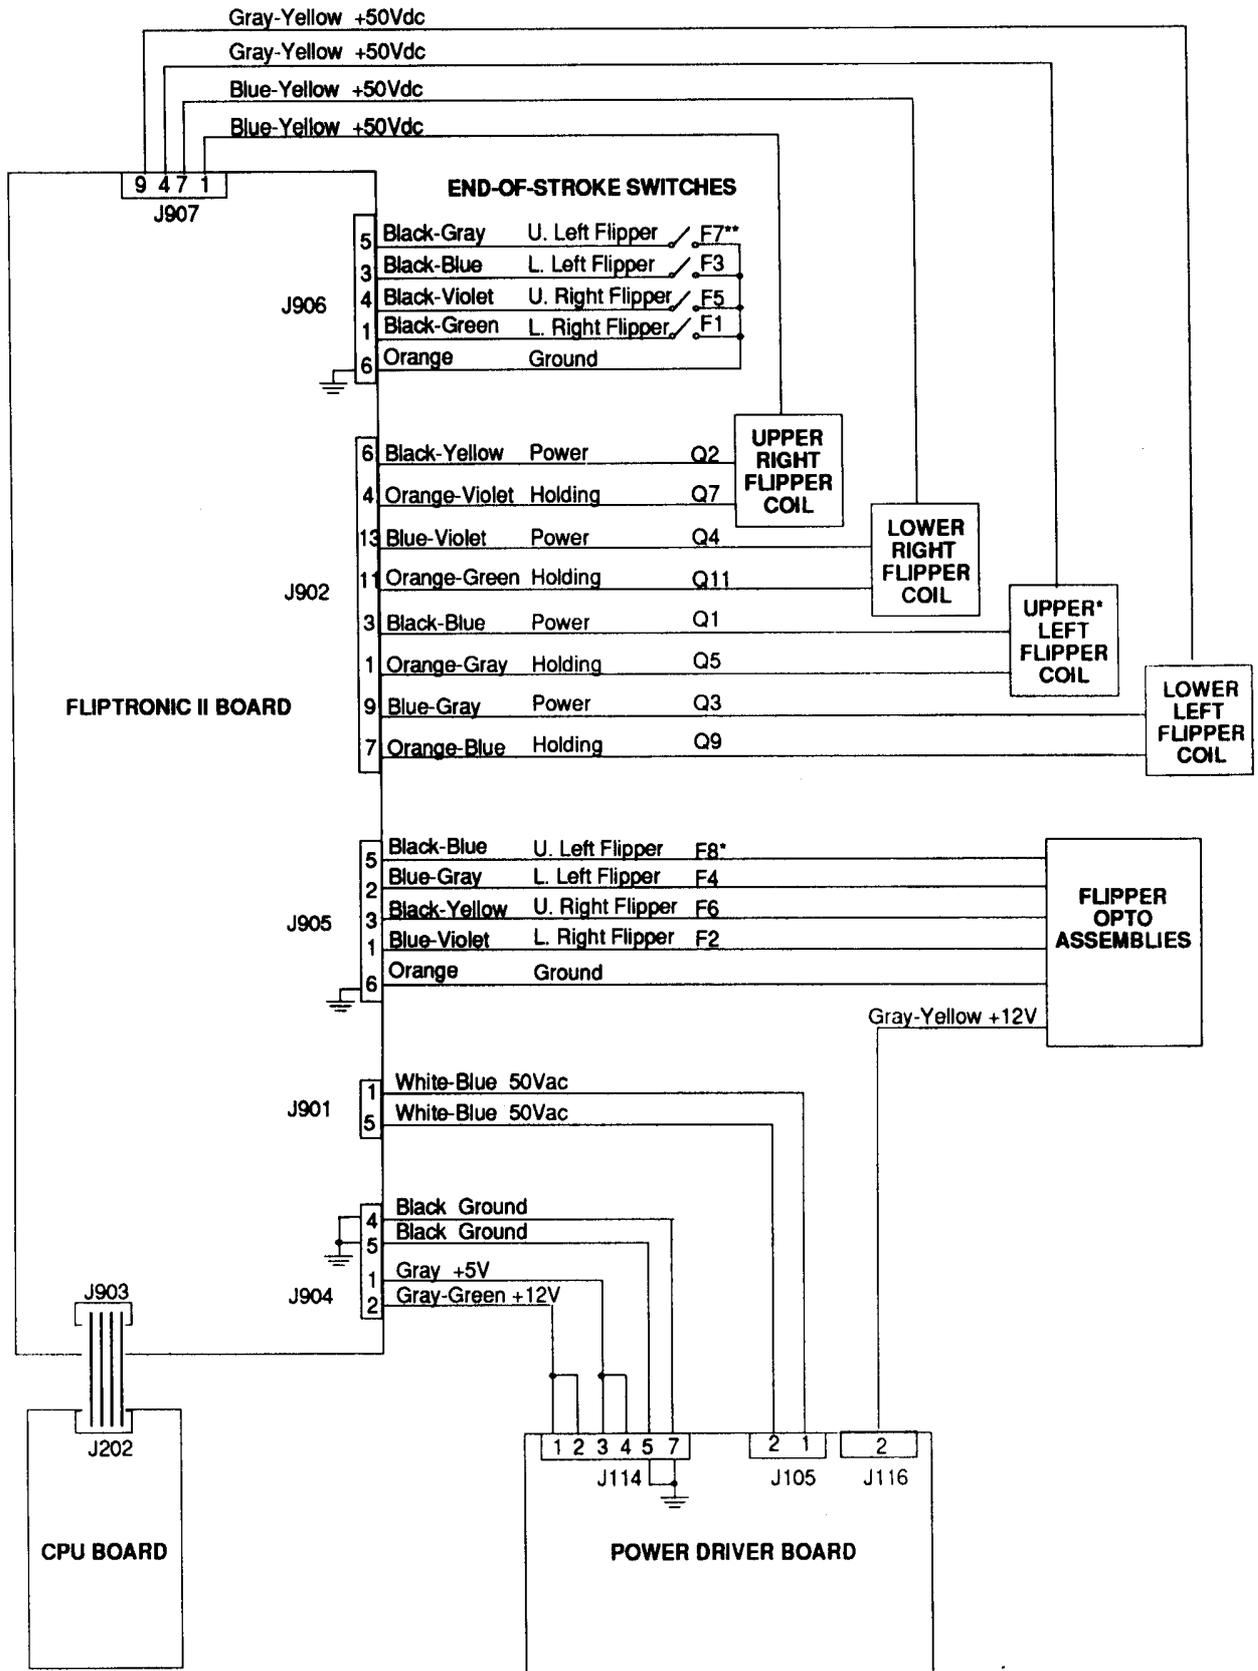 Gray-Yellow +50Vdc
Gray-Yellow +50Vdc
Blue-Yellow +50Vdc
Blue-Yellow +50Vdc
9 4 7 1
J907
END-OF-STROKE SWITCHES
5 Black-Gray U. Left Flipper F7**
3 Black-Blue L. Left Flipper F3
J906
4 Black-Violet U. Right Flipper F5
1 Black-Green L. Right Flipper F1
6 Orange Ground
UPPER
RIGHT
FLIPPER
COIL
6 Black-Yellow Power Q2
4 Orange-Violet Holding Q7
LOWER
RIGHT
FLIPPER
COIL
13 Blue-Violet Power Q4
11 Orange-Green Holding Q11
J902
UPPER*
LEFT
FLIPPER
COIL
3 Black-Blue Power Q1
1 Orange-Gray Holding Q5
LOWER
LEFT
FLIPPER
COIL
9 Blue-Gray Power Q3
7 Orange-Blue Holding Q9
FLIPTRONIC II BOARD
5 Black-Blue U. Left Flipper F8*
2 Blue-Gray L. Left Flipper F4
3 Black-Yellow U. Right Flipper F6
J905
1 Blue-Violet L. Right Flipper F2
6 Orange Ground
FLIPPER
OPTO
ASSEMBLIES
Gray-Yellow +12V
1 White-Blue 50Vac
J901
5 White-Blue 50Vac
4 Black Ground
5 Black Ground
1 Gray +5V
J904
2 Gray-Green +12V
J903
J202
CPU BOARD
1 2 3 4 5 7
J114
2 1
J105
2
J116
POWER DRIVER BOARD